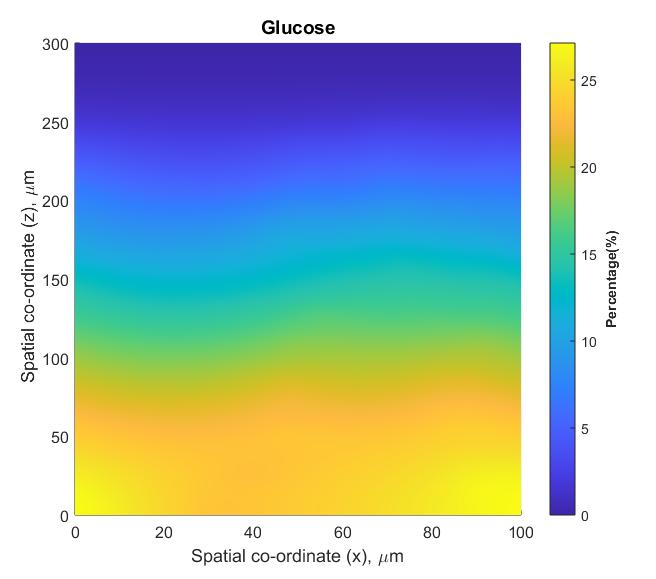 Glucose
300
250
200
150
100
50
0
Spatial co-ordinate (z), μm
0 20 40 60 80 100
Spatial co-ordinate (x), μm
25
20
15
10
5
0
Percentage(%)